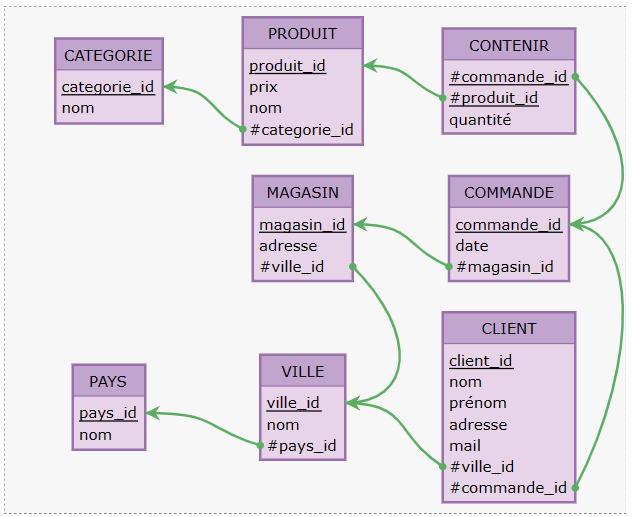 CATEGORIE
categorie_id
nom
PRODUIT
produit_id
prix
nom
#categorie_id
CONTENIR
#commande_id
#produit_id
quantité
MAGASIN
magasin_id
adresse
#ville_id
COMMANDE
commande_id
date
#magasin_id
PAYS
pays_id
nom
VILLE
ville_id
nom
#pays_id
CLIENT
client_id
nom
prénom
adresse
mail
#ville_id
#commande_id